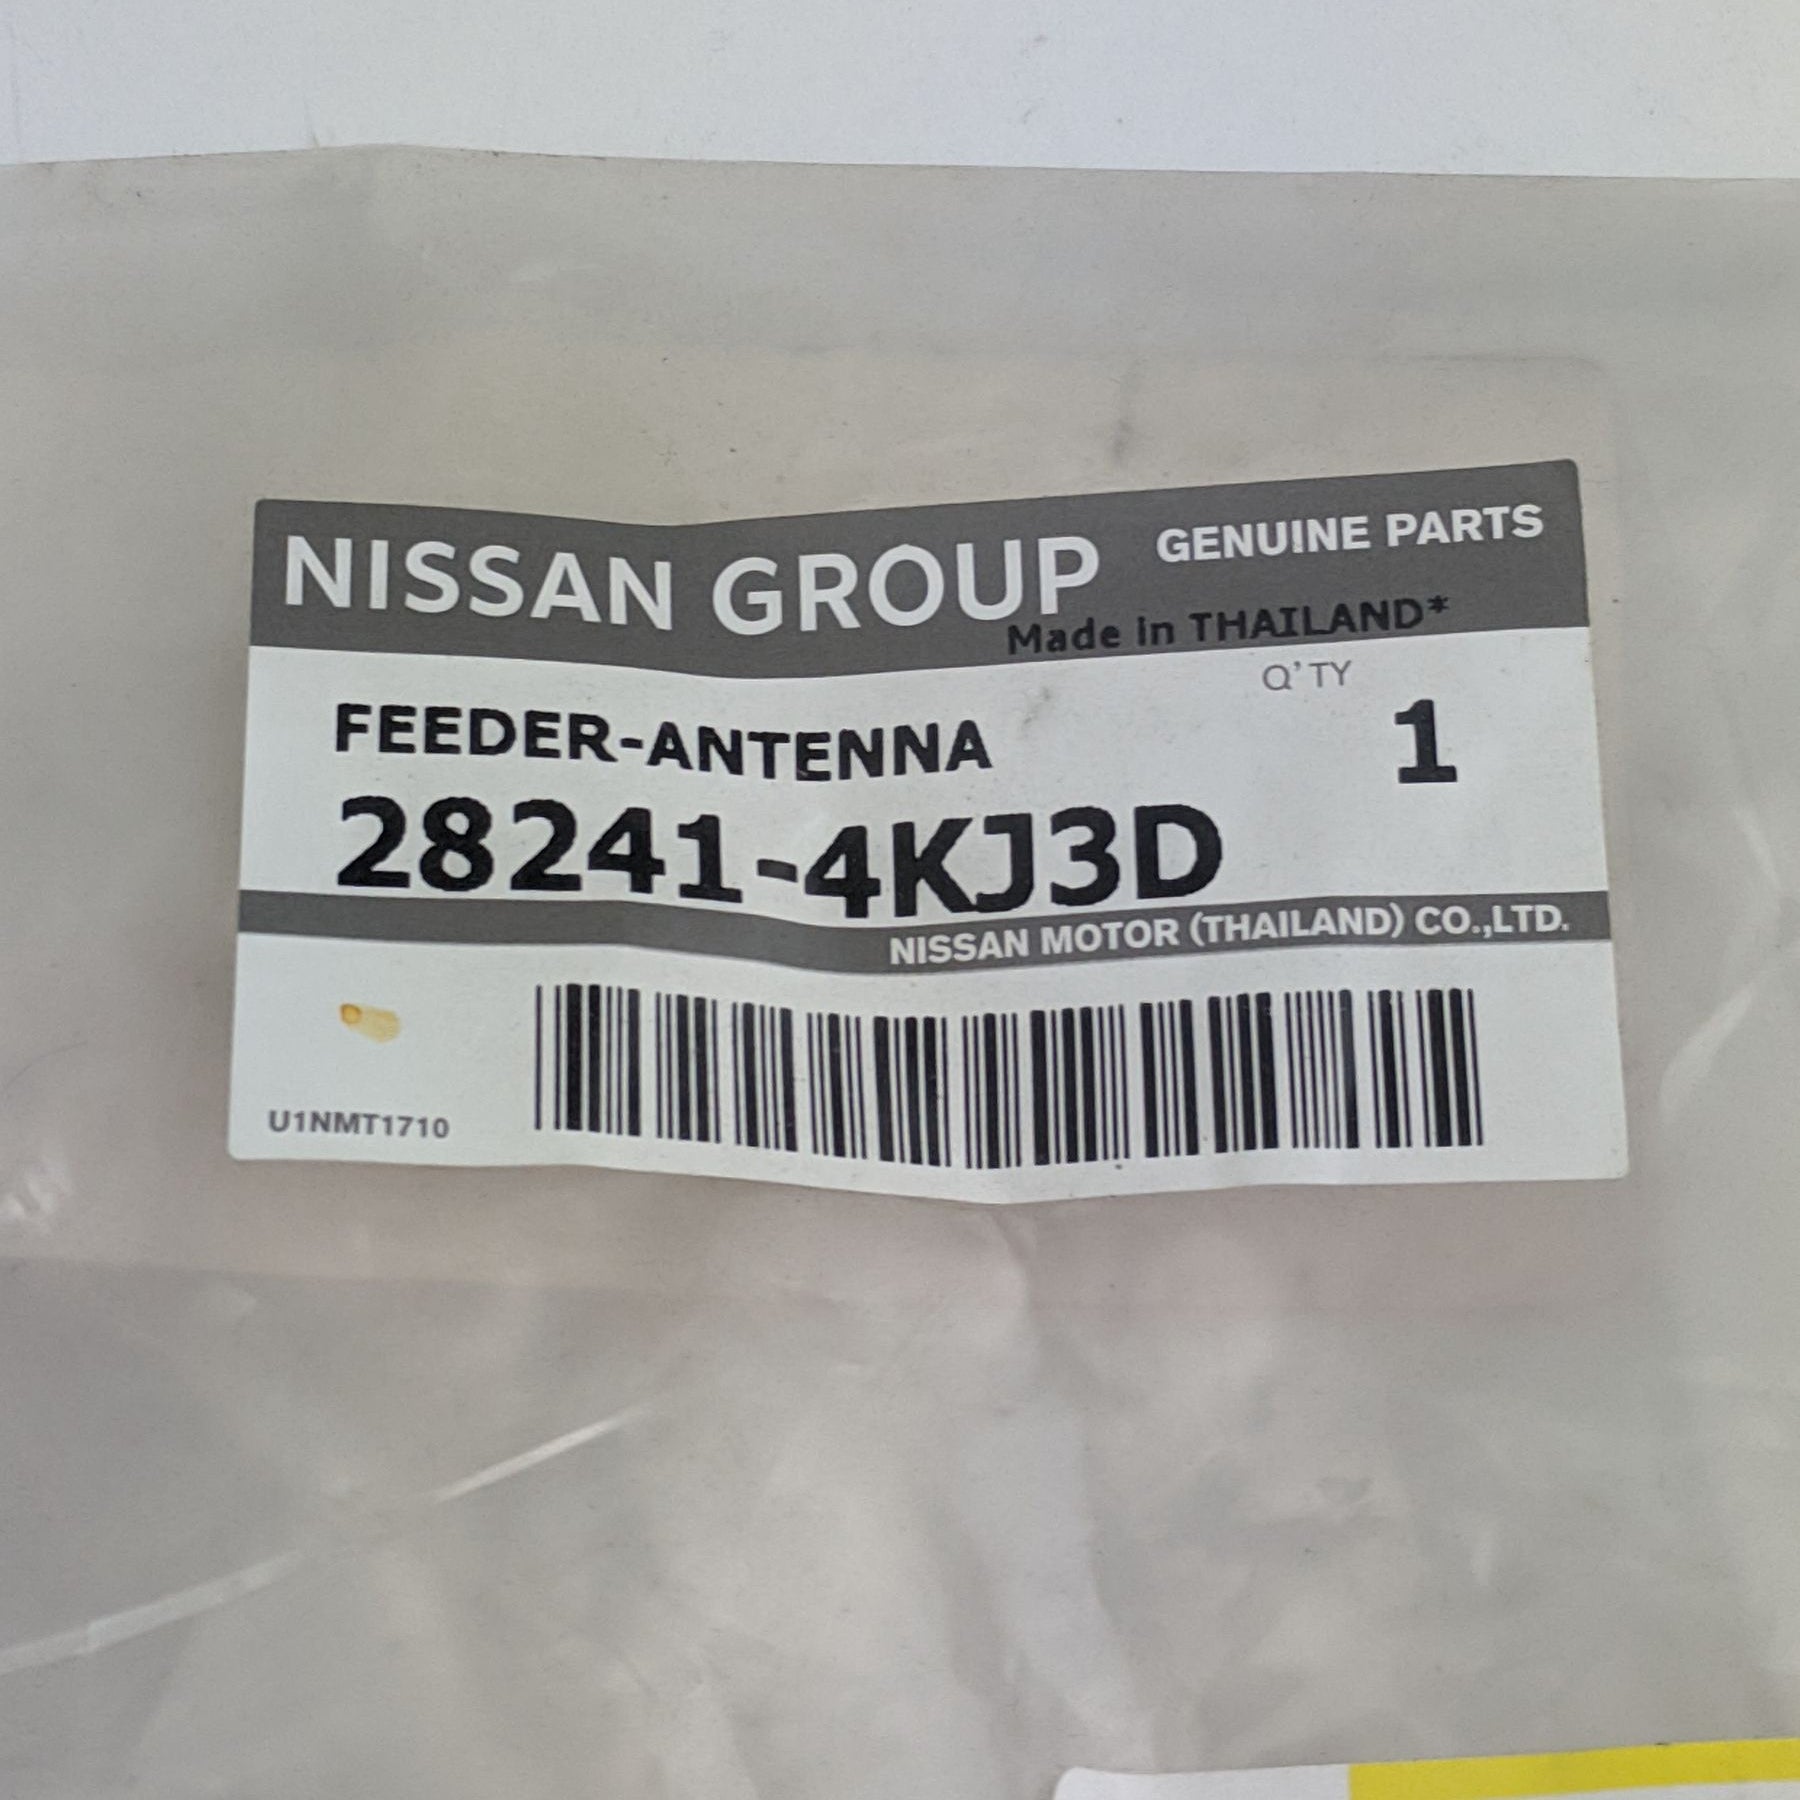 NISSAN GROUP GENUINE PARTS
Made in THAILAND*
Q'TY
FEEDER-ANTENNA 1
28241-4KJ3D
NISSAN MOTOR (THAILAND) CO.,LTD.
U1NMT1710